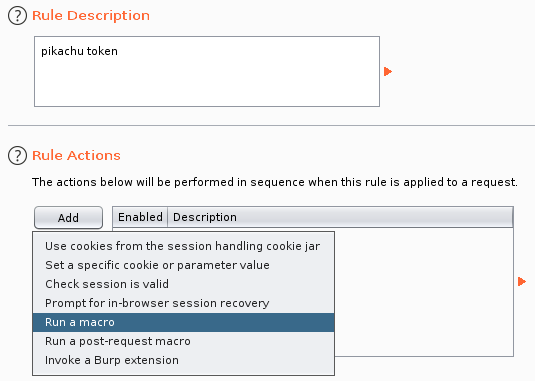 ? Rule Description
pikachu token
? Rule Actions
The actions below will be performed in sequence when this rule is applied to a request.
Add Enabled Description
Use cookies from the session handling cookie jar
Set a specific cookie or parameter value
Check session is valid
Prompt for in-browser session recovery
Run a macro
Run a post-request macro
Invoke a Burp extension